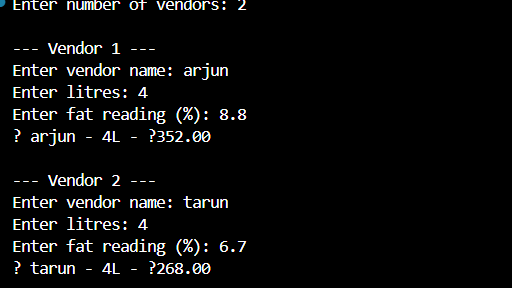 Enter number of vendors: 2
--- Vendor 1 ---
Enter vendor name: arjun
Enter litres: 4
Enter fat reading (%): 8.8
? arjun - 4L - ?352.00
--- Vendor 2 ---
Enter vendor name: tarun
Enter litres: 4
Enter fat reading (%): 6.7
? tarun - 4L - ?268.00